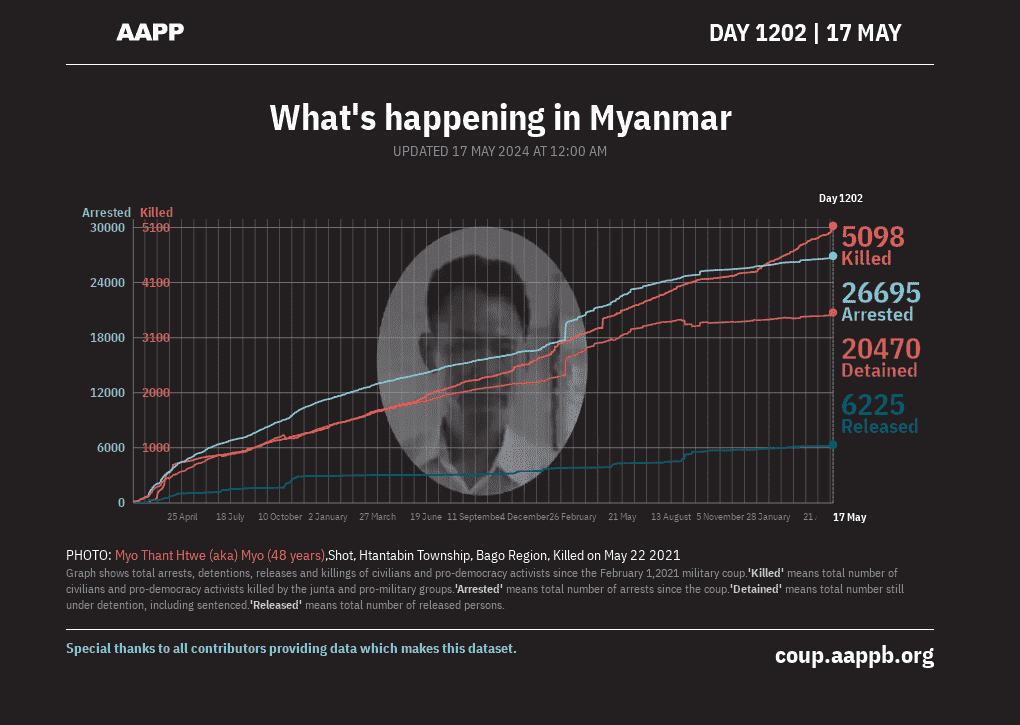 AAPP
DAY 1202 | 17 MAY
What's happening in Myanmar
UPDATED 17 MAY 2024 AT 12:00 AM
Day 1202
Arrested Killed
30000 5100
24000 4100
18000 3100
12000 2000
6000 1000
0
5098
Killed
26695
Arrested
20470
Detained
6225
Released
25 April 18 July 10 October 2 January 27 March 19 June 11 September 4 December 26 February 21 May 13 August 5 November 28 January 21 17 May
PHOTO: Myo Thant Htwe (aka) Myo (48 years),Shot, Htantabin Township, Bago Region, Killed on May 22 2021
Graph shows total arrests, detentions, releases and killings of civilians and pro-democracy activists since the February 1,2021 military coup.'Killed' means total number of
civilians and pro-democracy activists killed by the junta and pro-military groups.'Arrested' means total number of arrests since the coup.'Detained' means total number still
under detention, including sentenced.'Released' means total number of released persons.
Special thanks to all contributors providing data which makes this dataset.
coup.aappb.org